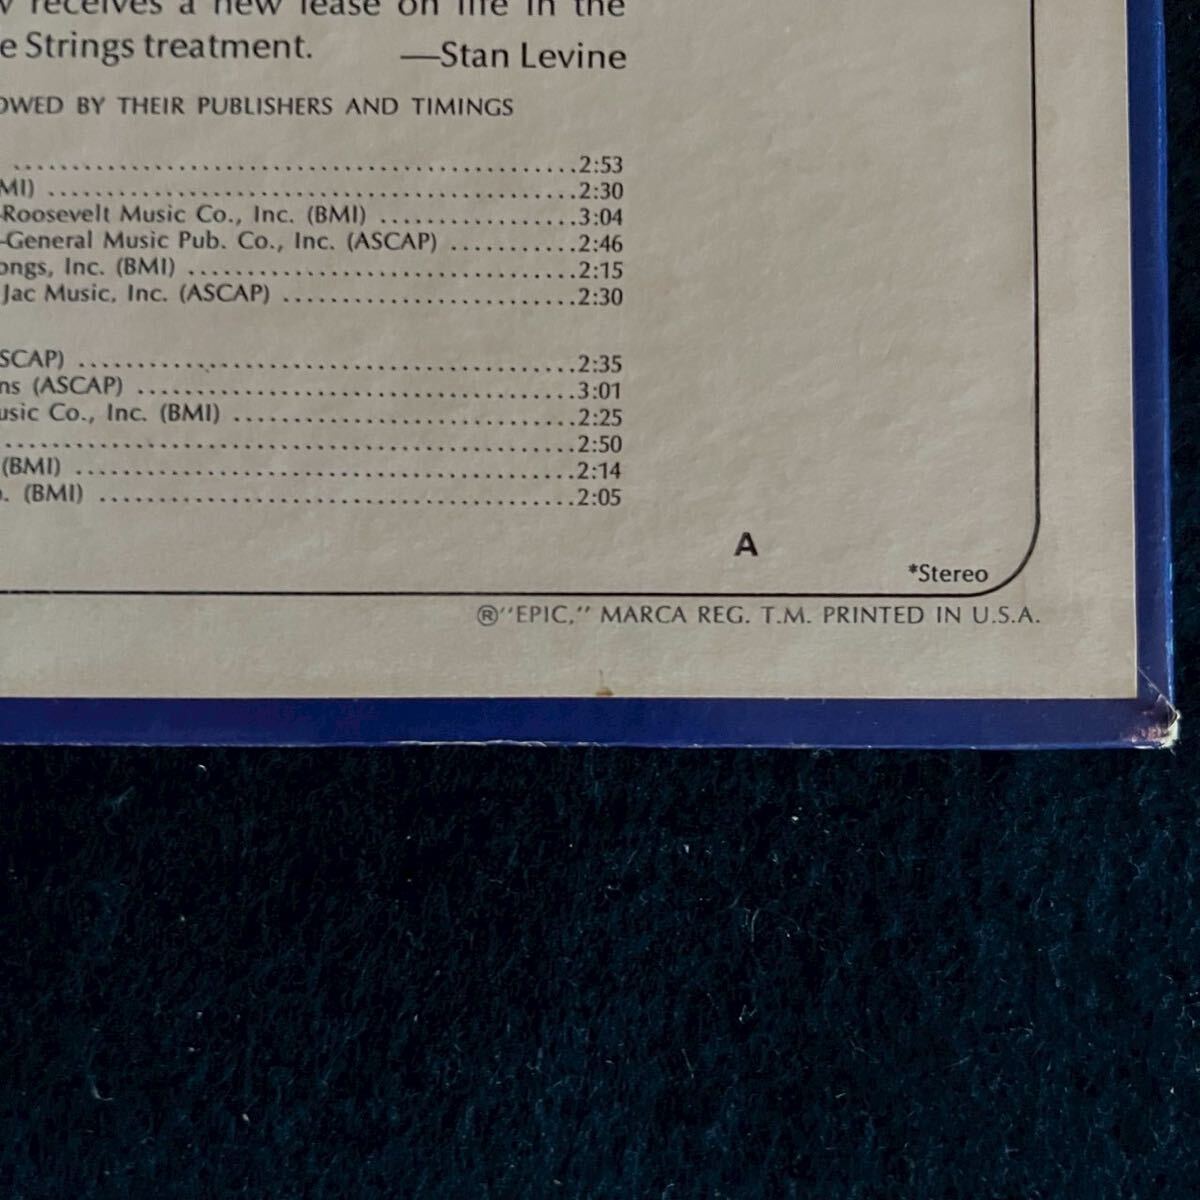 receives a new lease on life in the
e Strings treatment.
—Stan Levine
OWED BY THEIR PUBLISHERS AND TIMINGS
........................................2:53
MI) ........................................2:30
-Roosevelt Music Co., Inc. (BMI) ..............3:04
-General Music Pub. Co., Inc. (ASCAP) ...........2:46
ongs, Inc. (BMI) ..............................2:15
Jac Music, Inc. (ASCAP) .......................2:30
SCAP) ......................................2:35
ns (ASCAP) .................................3:01
usic Co., Inc. (BMI) ..........................2:25
............................................2:50
(BMI) ......................................2:14
. (BMI) .....................................2:05
A
*Stereo
®"EPIC," MARCA REG. T.M. PRINTED IN U.S.A.